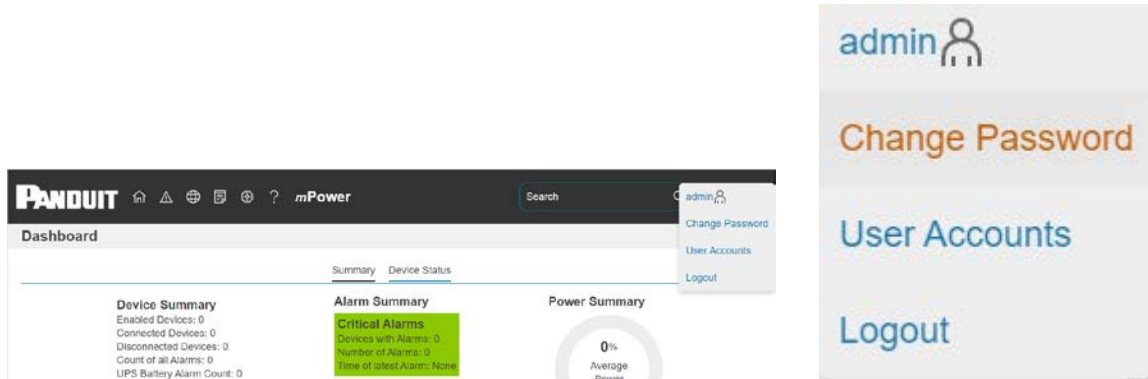 PANDUIT ? mPower Search admin
Change Password
User Accounts
Logout
Dashboard
Summary Device Status
Device Summary
Enabled Devices: 0
Connected Devices: 0
Disconnected Devices: 0
Count of all Alarms: 0
UPS Battery Alarm Count: 0
Alarm Summary
Critical Alarms
Devices with Alarms: 0
Number of Alarms: 0
Time of latest Alarm: None
Power Summary
0%
Average
Power
admin
Change Password
User Accounts
Logout